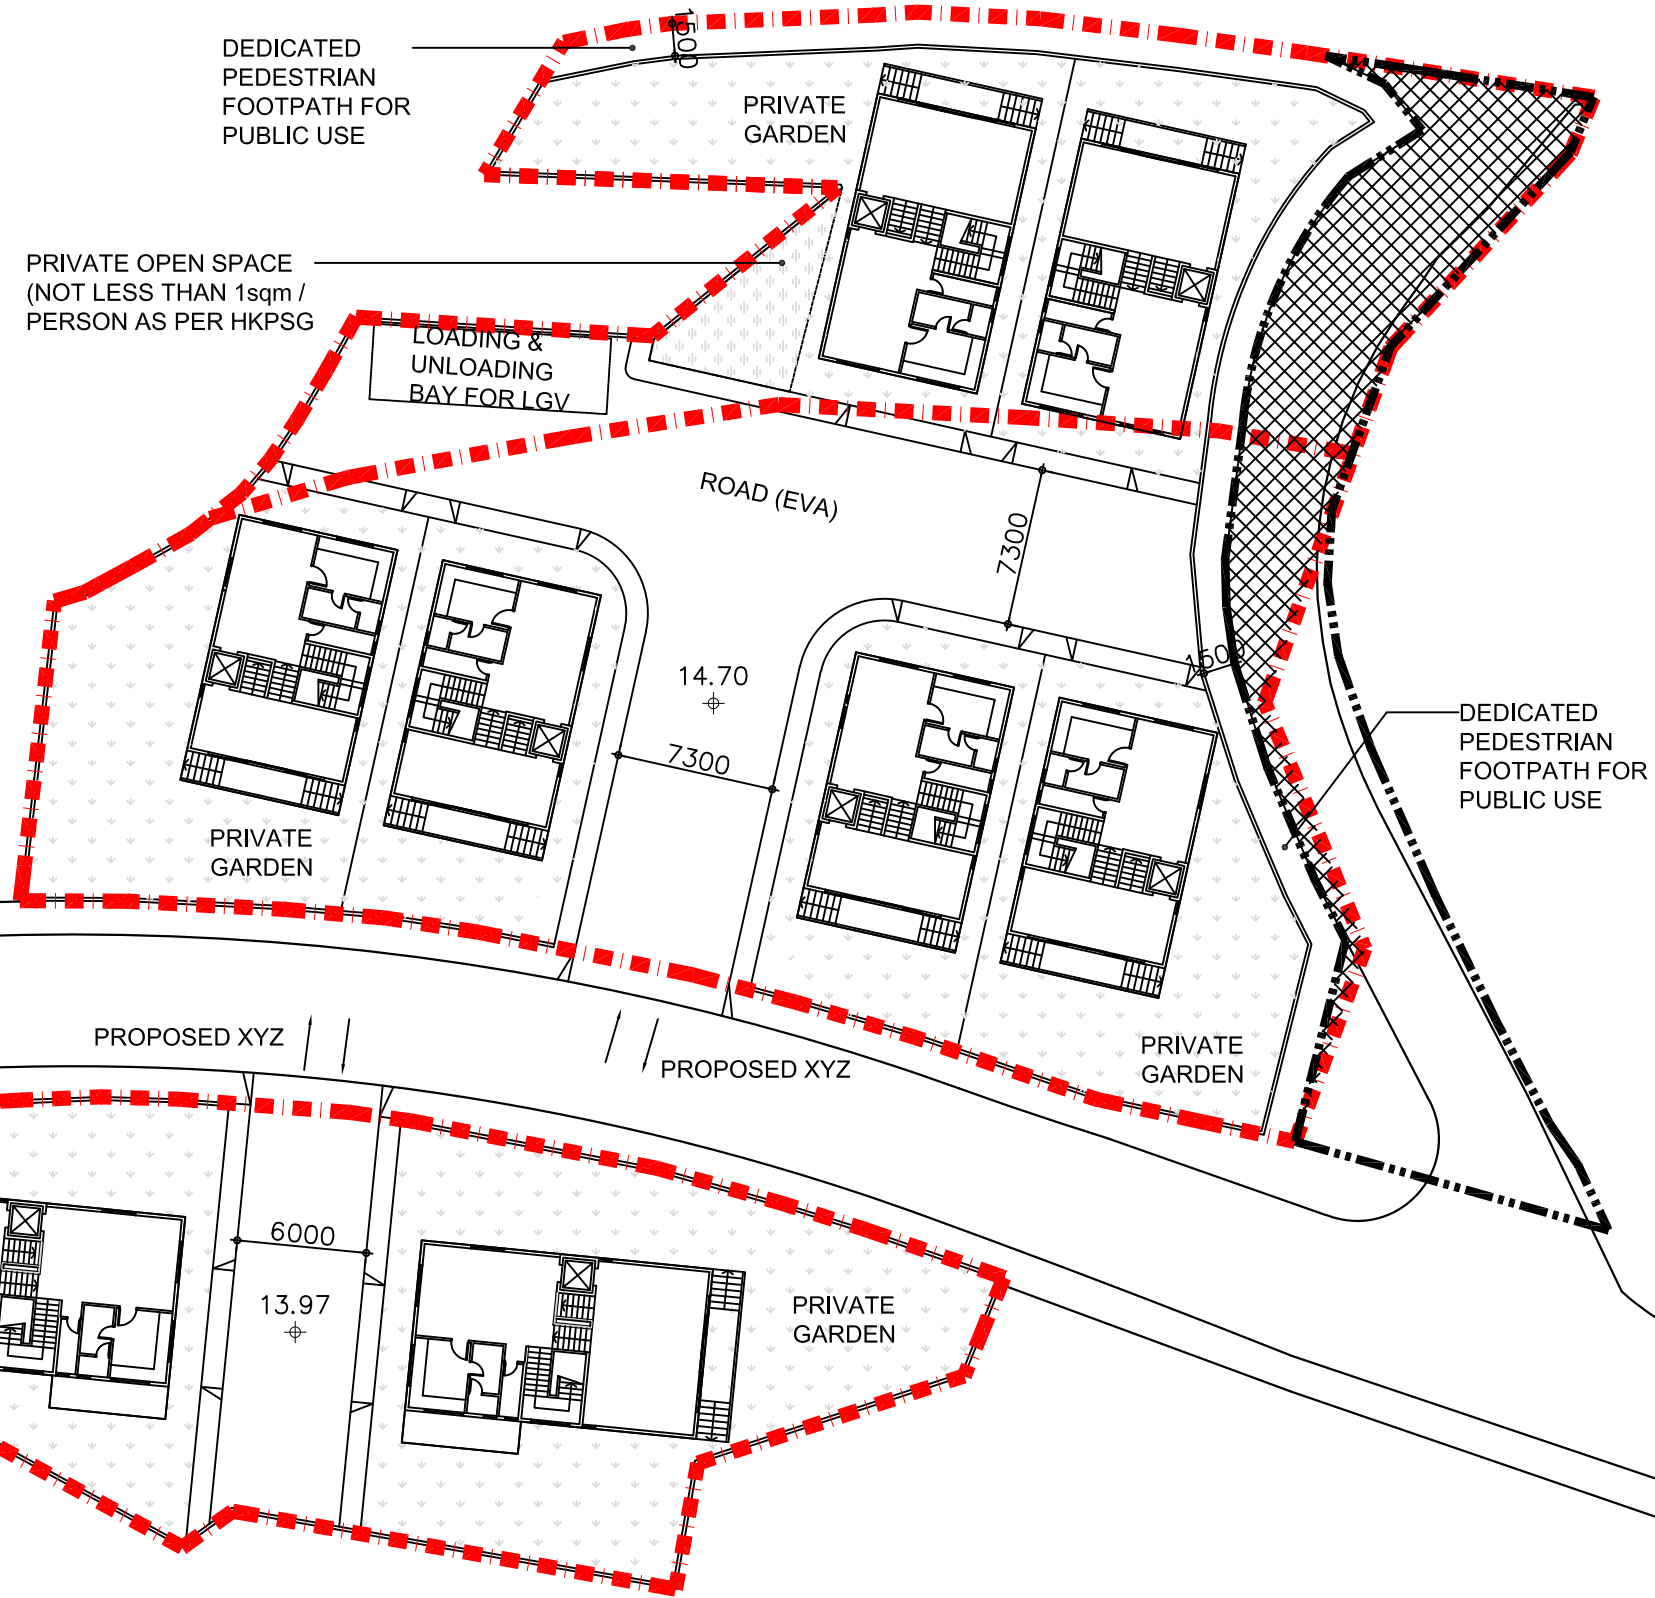 1500
DEDICATED
PEDESTRIAN
FOOTPATH FOR
PUBLIC USE
PRIVATE
GARDEN
PRIVATE OPEN SPACE
(NOT LESS THAN 1sqm /
PERSON AS PER HKPSG
LOADING &
UNLOADING
BAY FOR LGV
ROAD (EVA)
7300
1500
14.70
7300
DEDICATED
PEDESTRIAN
FOOTPATH FOR
PUBLIC USE
PRIVATE
GARDEN
PROPOSED XYZ
PROPOSED XYZ
PRIVATE
GARDEN
6000
13.97
PRIVATE
GARDEN